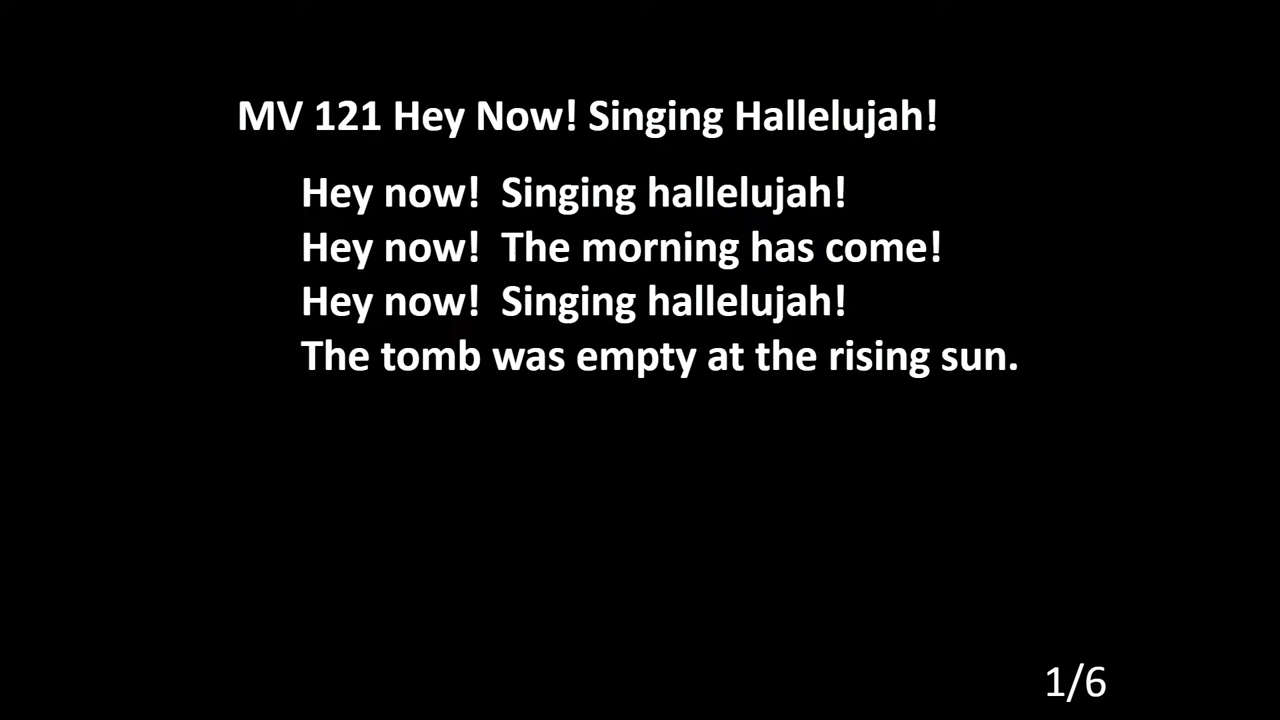 MV 121 Hey Now! Singing Hallelujah!
Hey now!  Singing hallelujah!
Hey now!  The morning has come!
Hey now!  Singing hallelujah!
The tomb was empty at the rising sun.
1/6